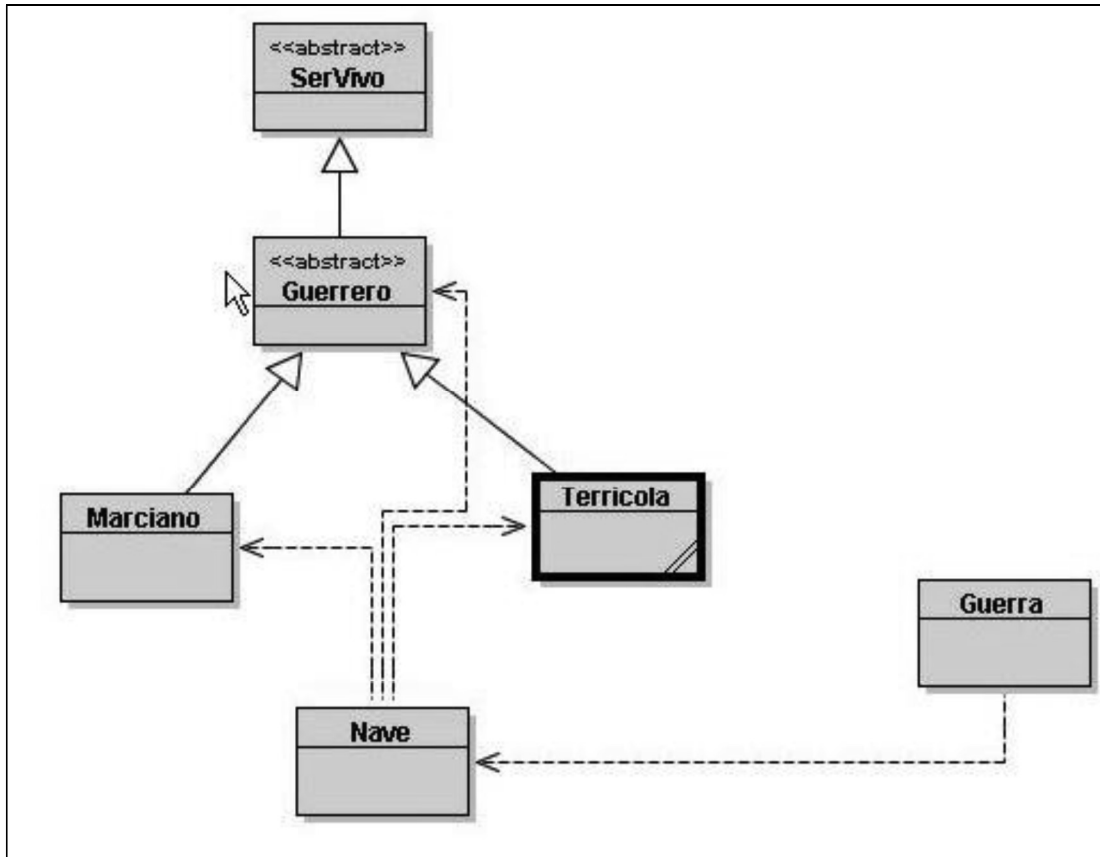 <<abstract>>
SerVivo
<<abstract>>
Guerrero
Marciano
Terricola
Guerra
Nave